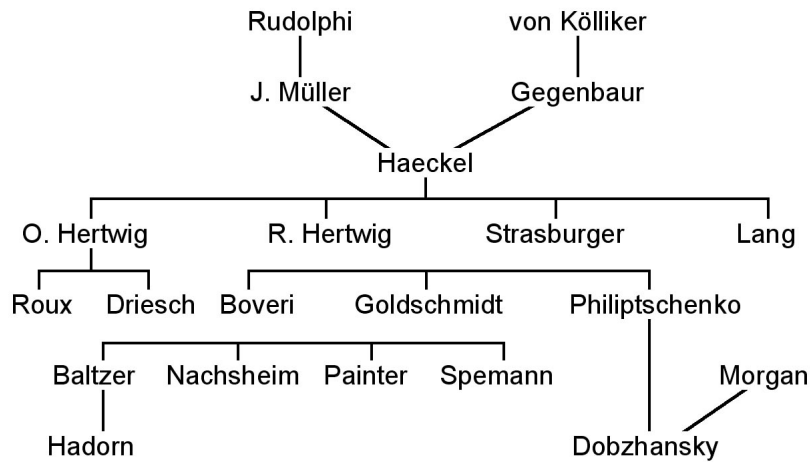 Rudolphi von Kölliker
J. Müller Gegenbaur
Haeckel
O. Hertwig R. Hertwig Strasburger Lang
Roux Driesch Boveri Goldschmidt Philiptschenko
Baltzer Nachsheim Painter Spemann Morgan
Hadorn Dobzhansky